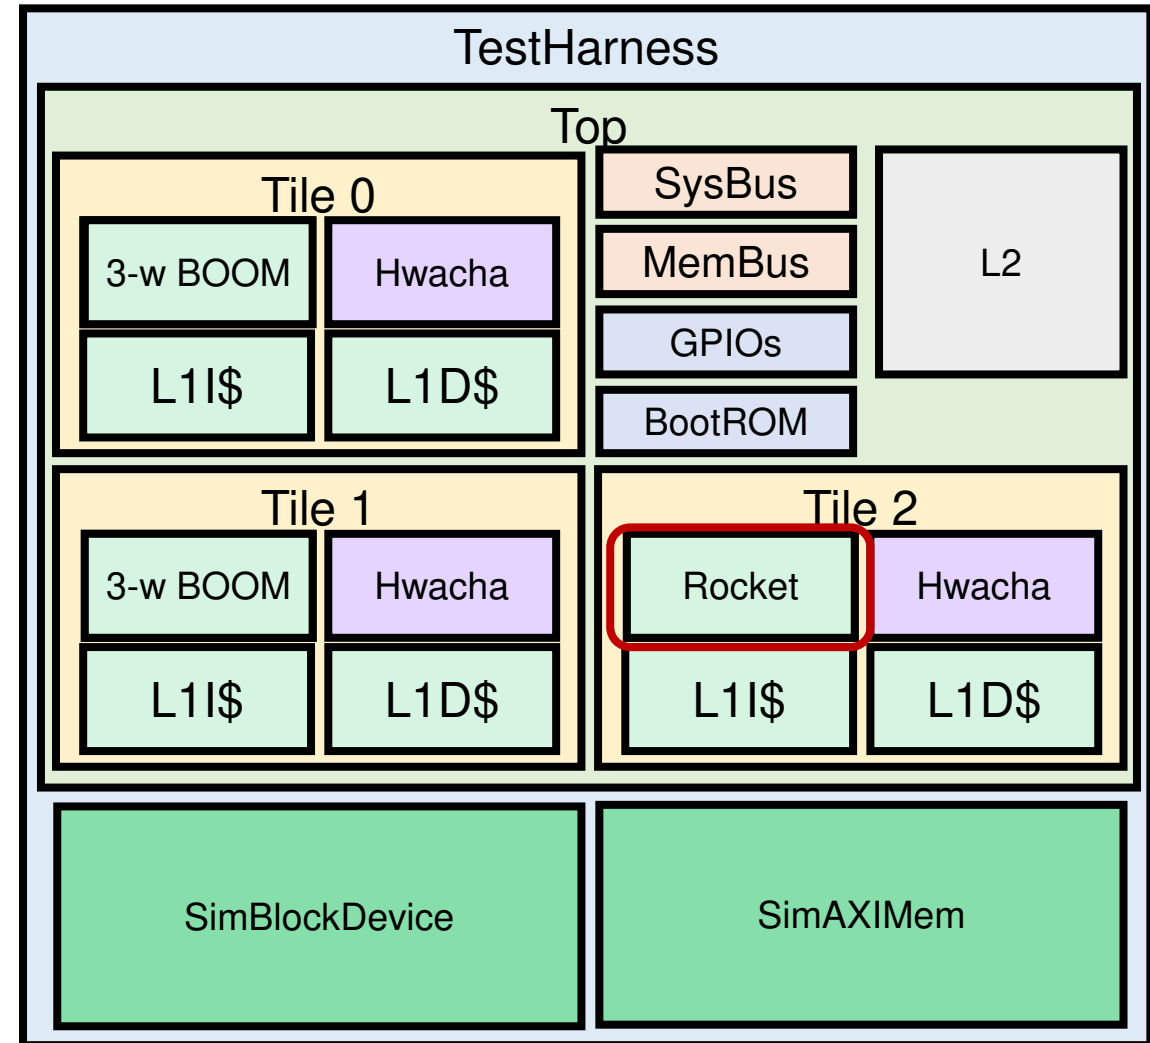 TestHarness
Top
Tile 0
3-w BOOM
Hwacha
L1I$
L1D$
SysBus
MemBus
GPIOs
BootROM
L2
Tile 1
3-w BOOM
Hwacha
L1I$
L1D$
Tile 2
Rocket
Hwacha
L1I$
L1D$
SimBlockDevice
SimAXIMem